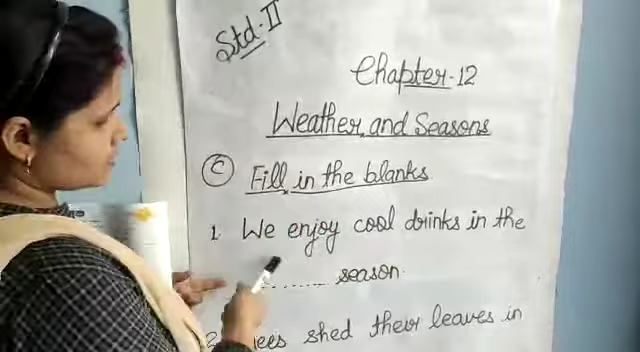 Std-II
Chapter-12
Weather and Seasons
C Fill in the blanks
1. We enjoy cool drinks in the
........ season.
2. shed their leaves in